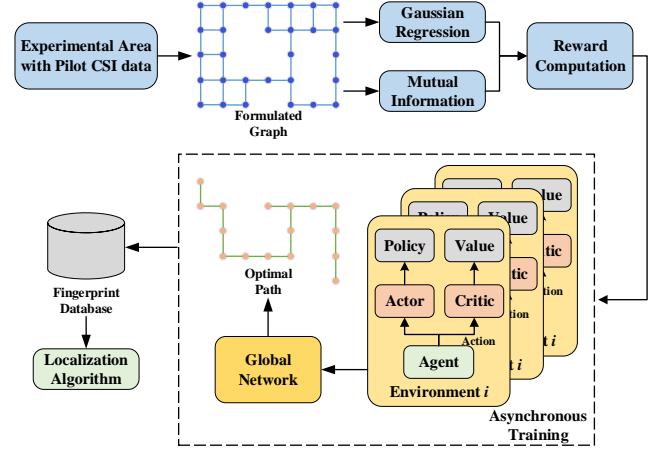 Experimental Area
with Pilot CSI data
Formulated
Graph
Gaussian
Regression
Mutual
Information
Reward
Computation
Fingerprint
Database
Localization
Algorithm
Optimal
Path
Global
Network
Policy
Value
Actor
Critic
Action
Agent
Environment i
Value
i
i
Asynchronous
Training